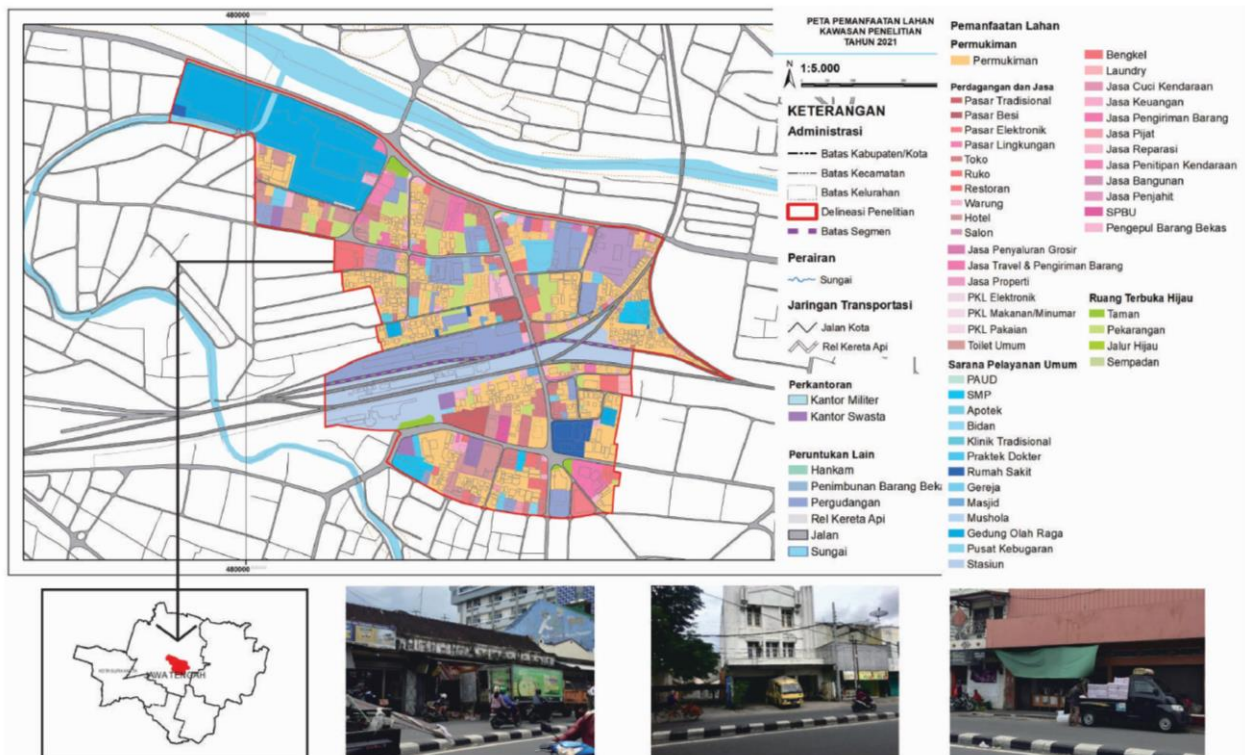 480000
PETA PEMANFAATAN LAHAN
KAWASAN PENELITIAN
TAHUN 2021
N
1:5.000
KETERANGAN
Administrasi
Batas Kabupaten/Kota
Batas Kecamatan
Batas Kelurahan
Delineasi Penelitian
Batas Segmen
Perairan
Sungai
Jaringan Transportasi
Jalan Kota
Rel Kereta Api
Perkantoran
Kantor Militer
Kantor Swasta
Peruntukan Lain
Hankam
Penimbunan Barang Beka
Pergudangan
Rel Kereta Api
Jalan
Sungai
Pemanfaatan Lahan
Permukiman
Permukiman
Perdagangan dan Jasa
Pasar Tradisional
Pasar Besi
Pasar Elektronik
Pasar Lingkungan
Toko
Ruko
Restoran
Warung
Hotel
Salon
Jasa Penyaluran Grosir
Jasa Travel & Pengiriman Barang
Jasa Properti
PKL Elektronik
PKL Makanan/Minumar
PKL Pakaian
Toilet Umum
Bengkel
Laundry
Jasa Cuci Kendaraan
Jasa Keuangan
Jasa Pengiriman Barang
Jasa Pijat
Jasa Reparasi
Jasa Penitipan Kendaraan
Jasa Bangunan
Jasa Penjahit
SPBU
Pengepul Barang Bekas
Ruang Terbuka Hijau
Taman
Pekarangan
Jalur Hijau
Sempadan
Sarana Pelayanan Umum
PAUD
SMP
Apotek
Bidan
Klinik Tradisional
Praktek Dokter
Rumah Sakit
Gereja
Masjid
Mushola
Gedung Olah Raga
Pusat Kebugaran
Stasiun
480000
JAWA TENGAH